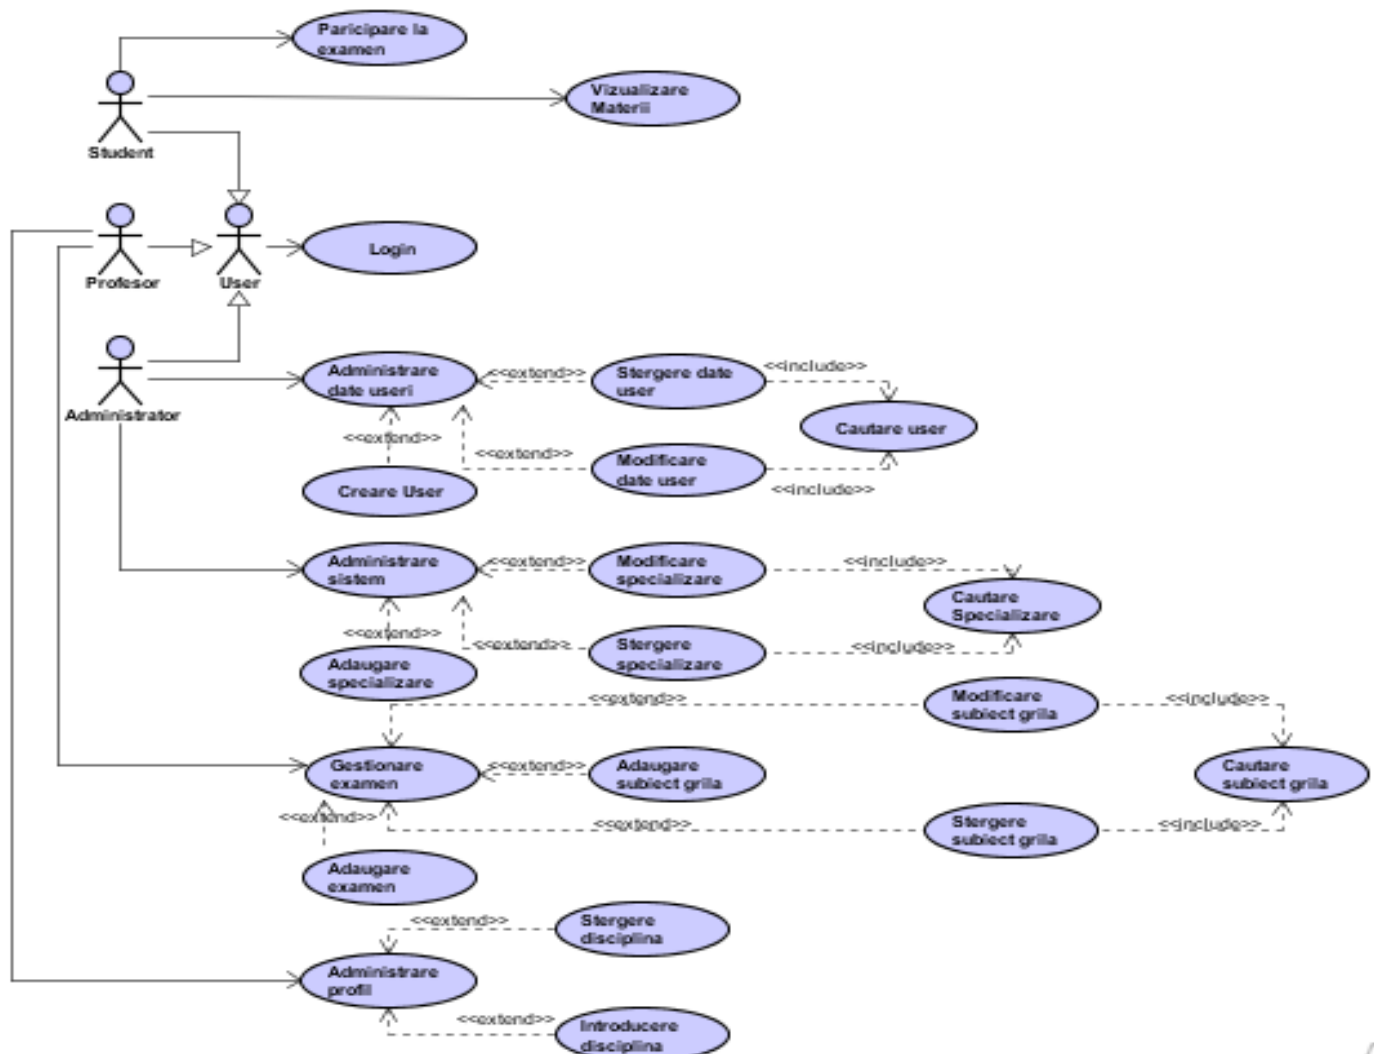 Paricipare la
examen
Vizualizare
Materii
Student
Profesor
User
Login
Administrator
Administrare
date useri
<<extend>>
Stergere date
user
<<include>>
Cautare user
<<extend>>
<<extend>>
Modificare
date user
<<include>>
Creare User
Administrare
sistem
<<extend>>
Modificare
specializare
<<include>>
Cautare
Specializare
<<extend>>
<<extend>>
Stergere
specializare
<<include>>
Adaugare
specializare
<<extend>>
Modificare
subiect grila
<<include>>
Gestionare
examen
<<extend>>
Adaugare
subiect grila
Cautare
subiect grila
<<extend>>
<<extend>>
Stergere
subiect grila
<<include>>
Adaugare
examen
<<extend>>
Stergere
disciplina
Administrare
profil
<<extend>>
Introducere
disciplina